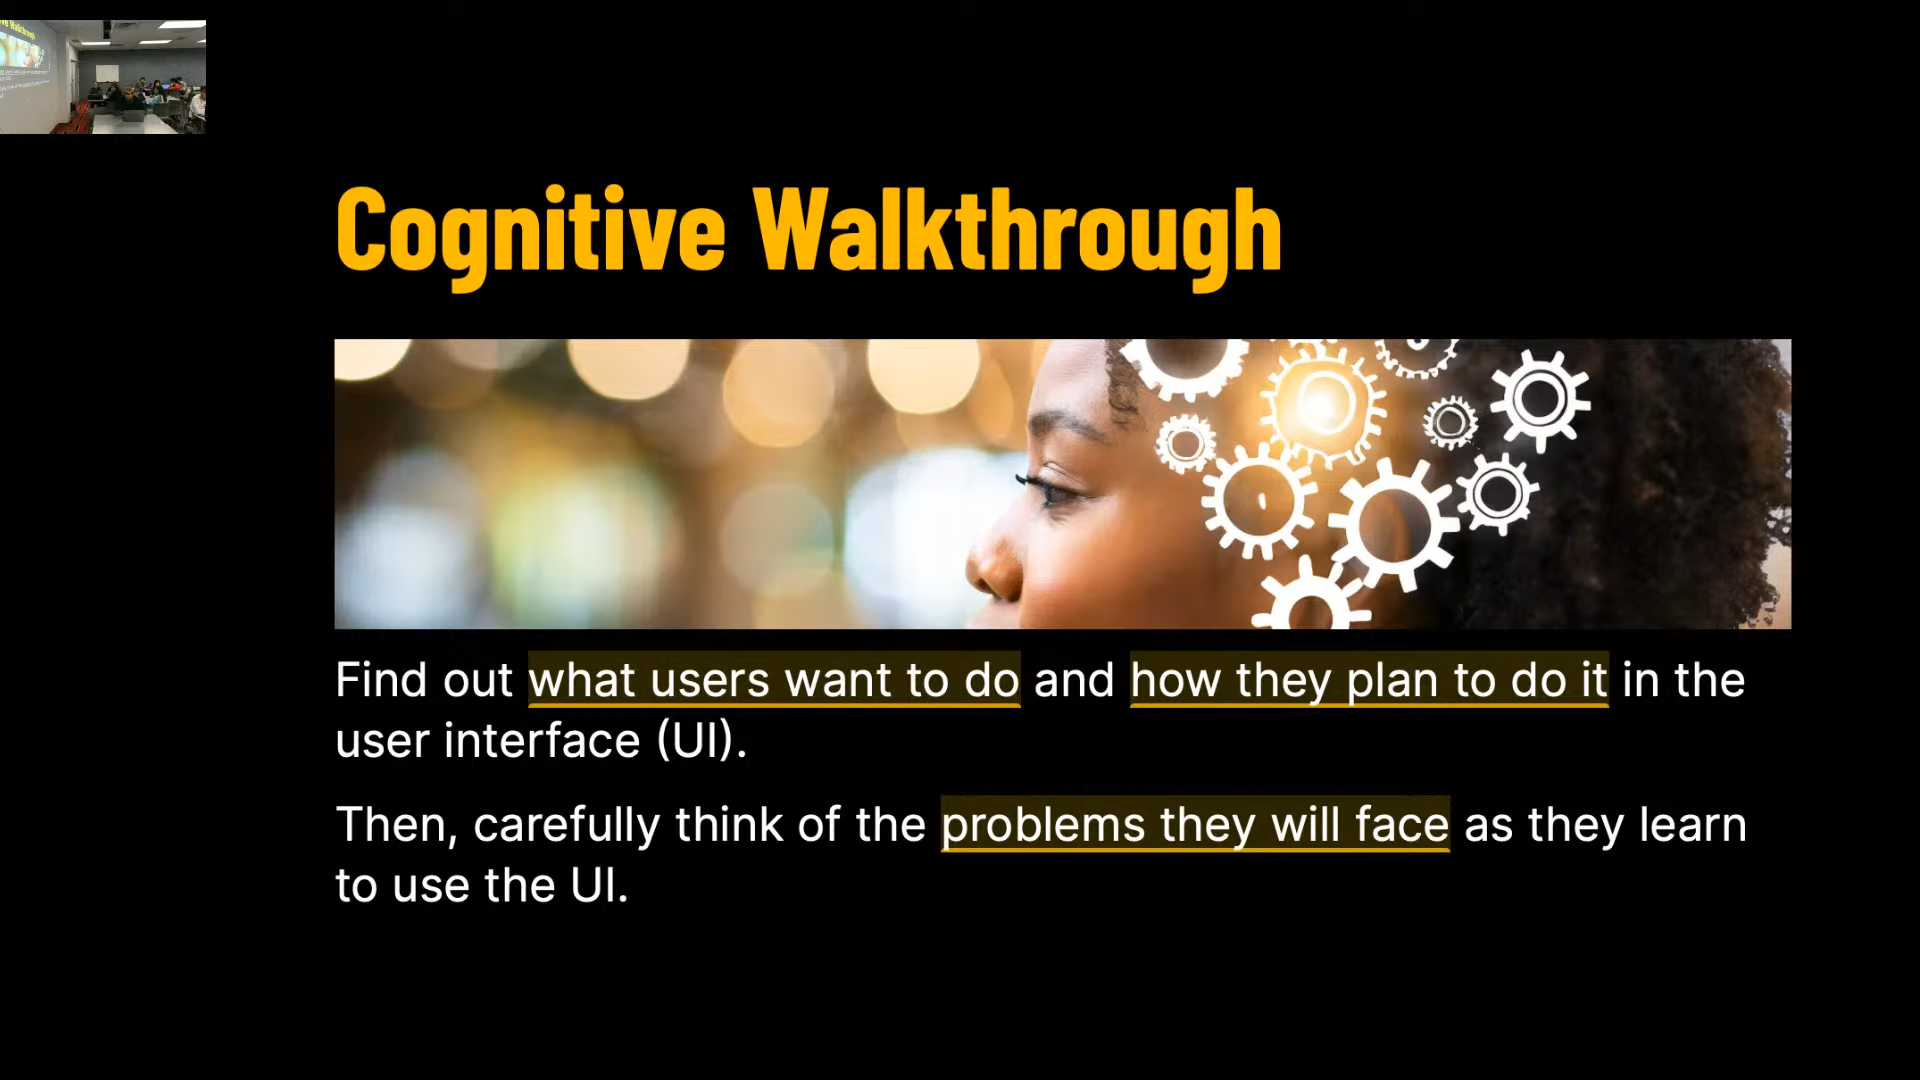 Cognitive Walkthrough
Find out what users want to do and how they plan to do it in the
user interface (UI).
Then, carefully think of the problems they will face as they learn
to use the UI.